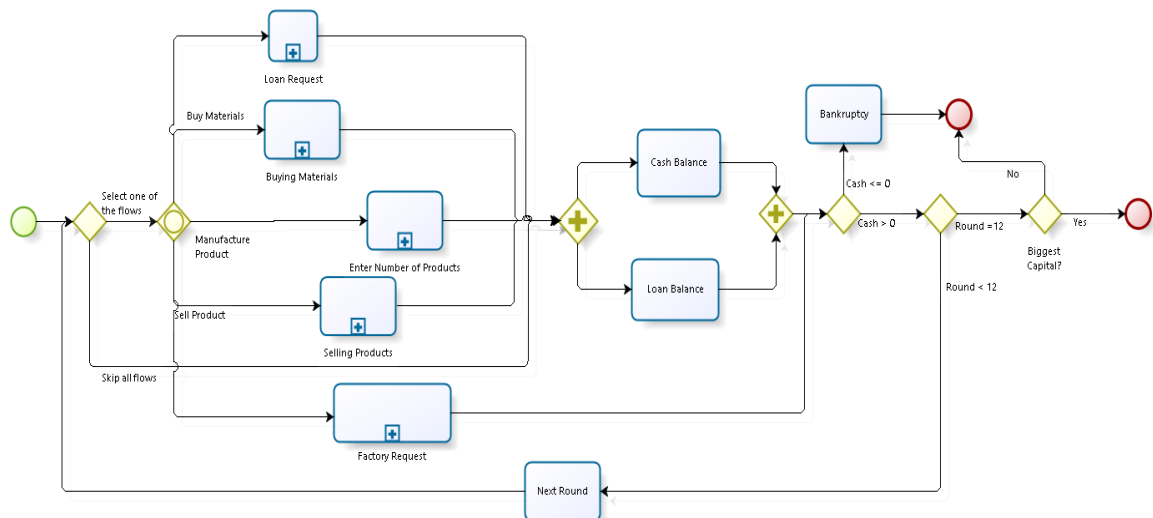 Loan Request
Buy Materials
Buying Materials
Select one of
the flows
Manufacture
Product
Enter Number of Products
Sell Product
Selling Products
Skip all flows
Factory Request
Cash Balance
Loan Balance
Bankruptcy
Cash <= 0
Cash > 0
Round =12
No
Yes
Biggest
Capital?
Round < 12
Next Round